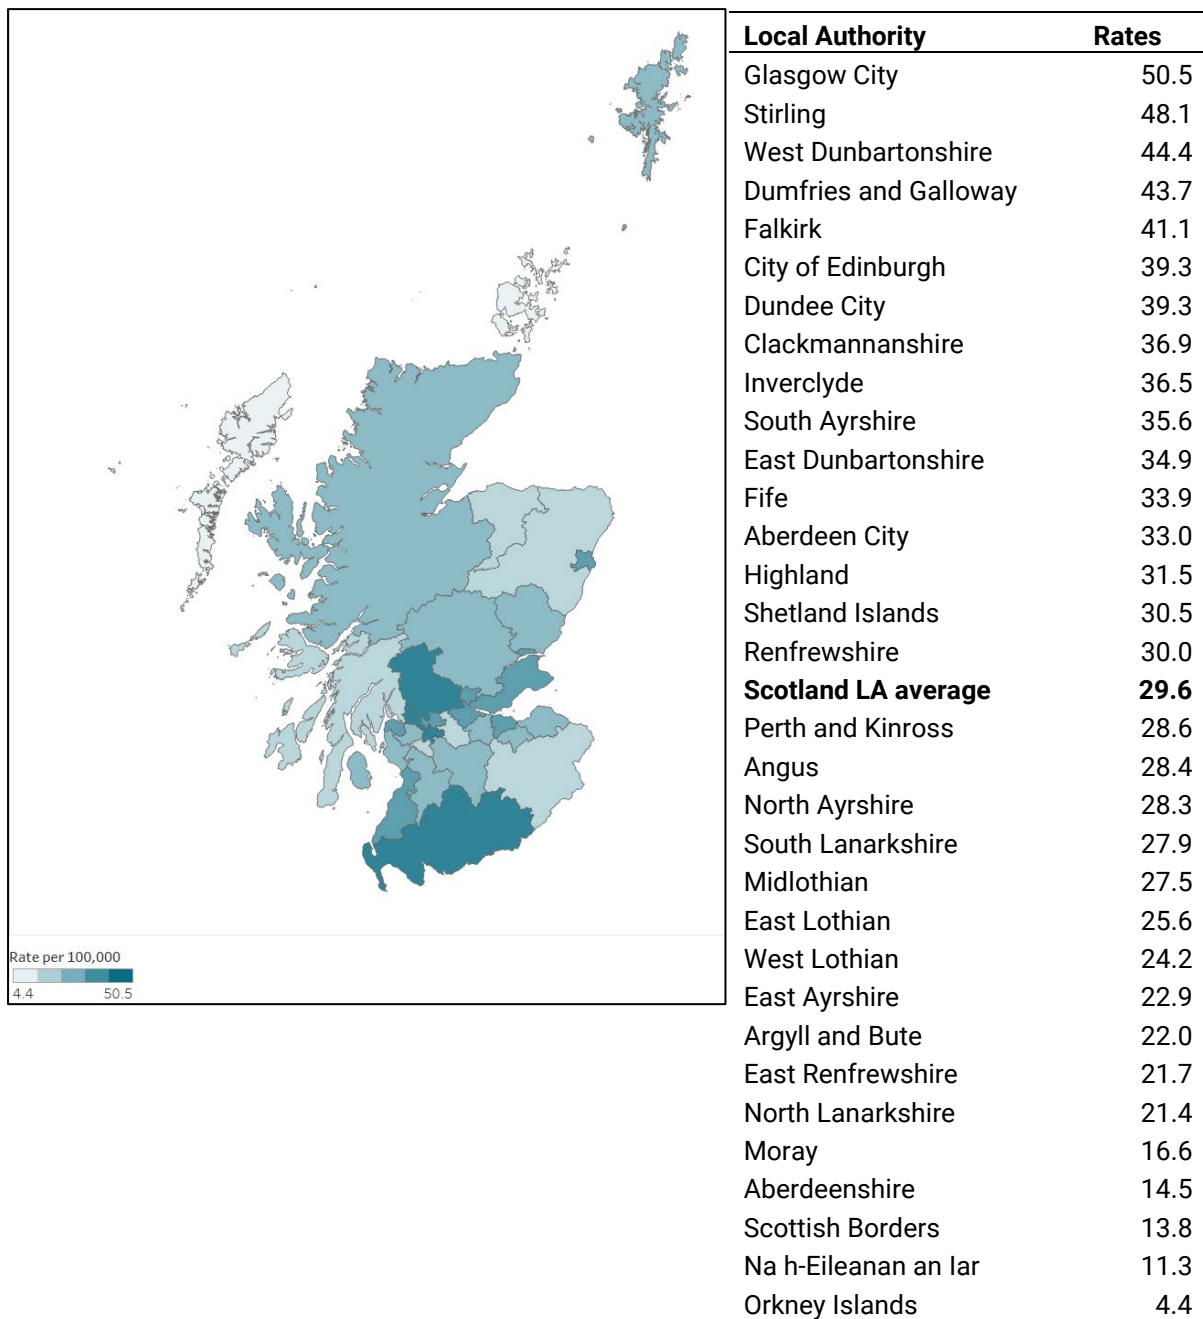 Local Authority Rates
Glasgow City 50.5
Stirling 48.1
West Dunbartonshire 44.4
Dumfries and Galloway 43.7
Falkirk 41.1
City of Edinburgh 39.3
Dundee City 39.3
Clackmannanshire 36.9
Inverclyde 36.5
South Ayrshire 35.6
East Dunbartonshire 34.9
Fife 33.9
Aberdeen City 33.0
Highland 31.5
Shetland Islands 30.5
Renfrewshire 30.0
Scotland LA average 29.6
Perth and Kinross 28.6
Angus 28.4
North Ayrshire 28.3
South Lanarkshire 27.9
Midlothian 27.5
East Lothian 25.6
West Lothian 24.2
East Ayrshire 22.9
Argyll and Bute 22.0
East Renfrewshire 21.7
North Lanarkshire 21.4
Moray 16.6
Aberdeenshire 14.5
Scottish Borders 13.8
Na h-Eileanan an Iar 11.3
Orkney Islands 4.4
Rate per 100,000
4.4 50.5